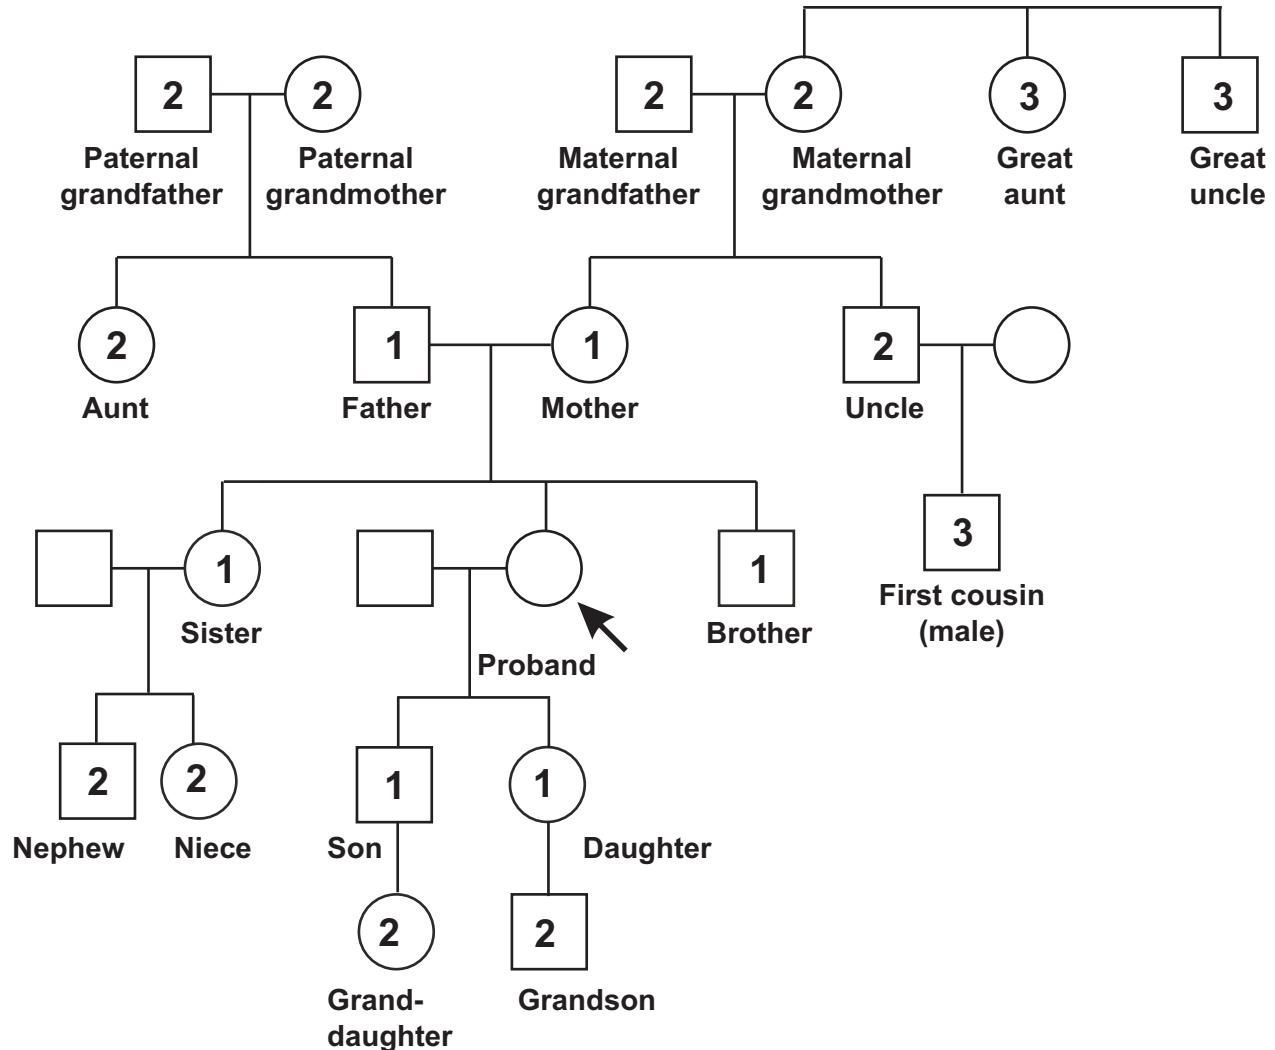 2 2 2 2 3 3
Paternal Paternal Maternal Maternal Great Great
grandfather grandmother grandfather grandmother aunt uncle
2 1 1 2
Aunt Father Mother Uncle
3
First cousin
(male)
1 1
Sister Brother
Proband
2 2 1 1
Nephew Niece Son Daughter
2 2
Grand- Grandson
daughter